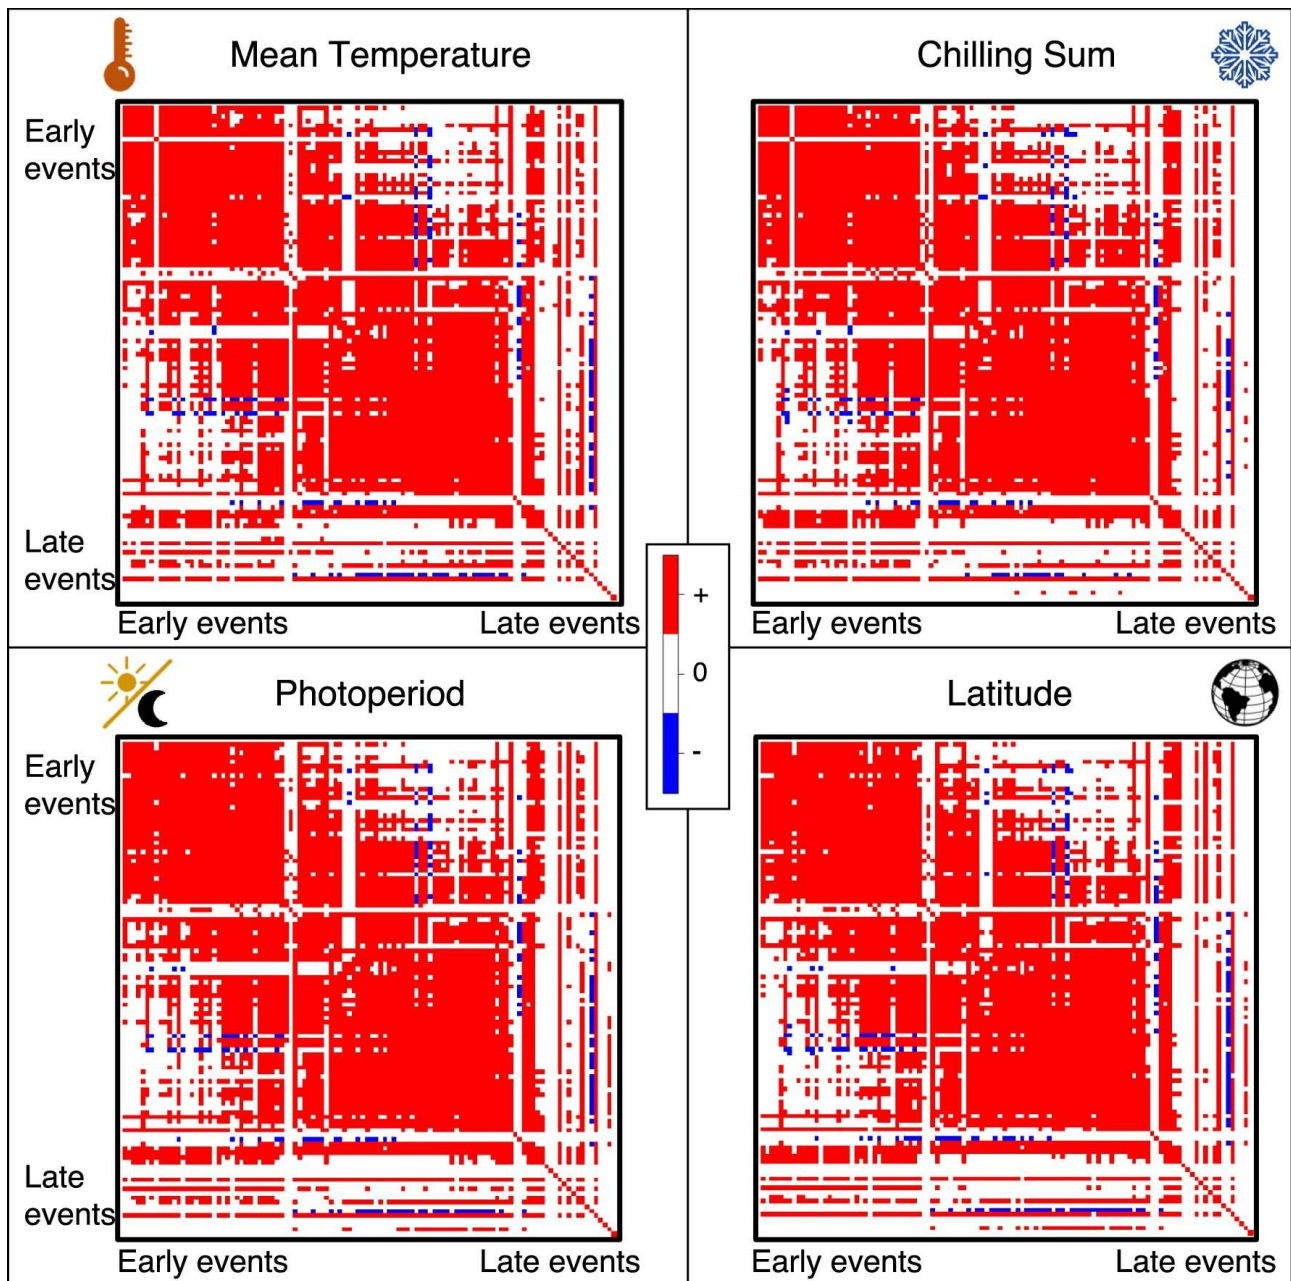 Mean Temperature
Chilling Sum
Early
events
Late
events
Early events
Late events
Early events
Late events
+
0
-
Photoperiod
Latitude
Early
events
Late
events
Early events
Late events
Early events
Late events